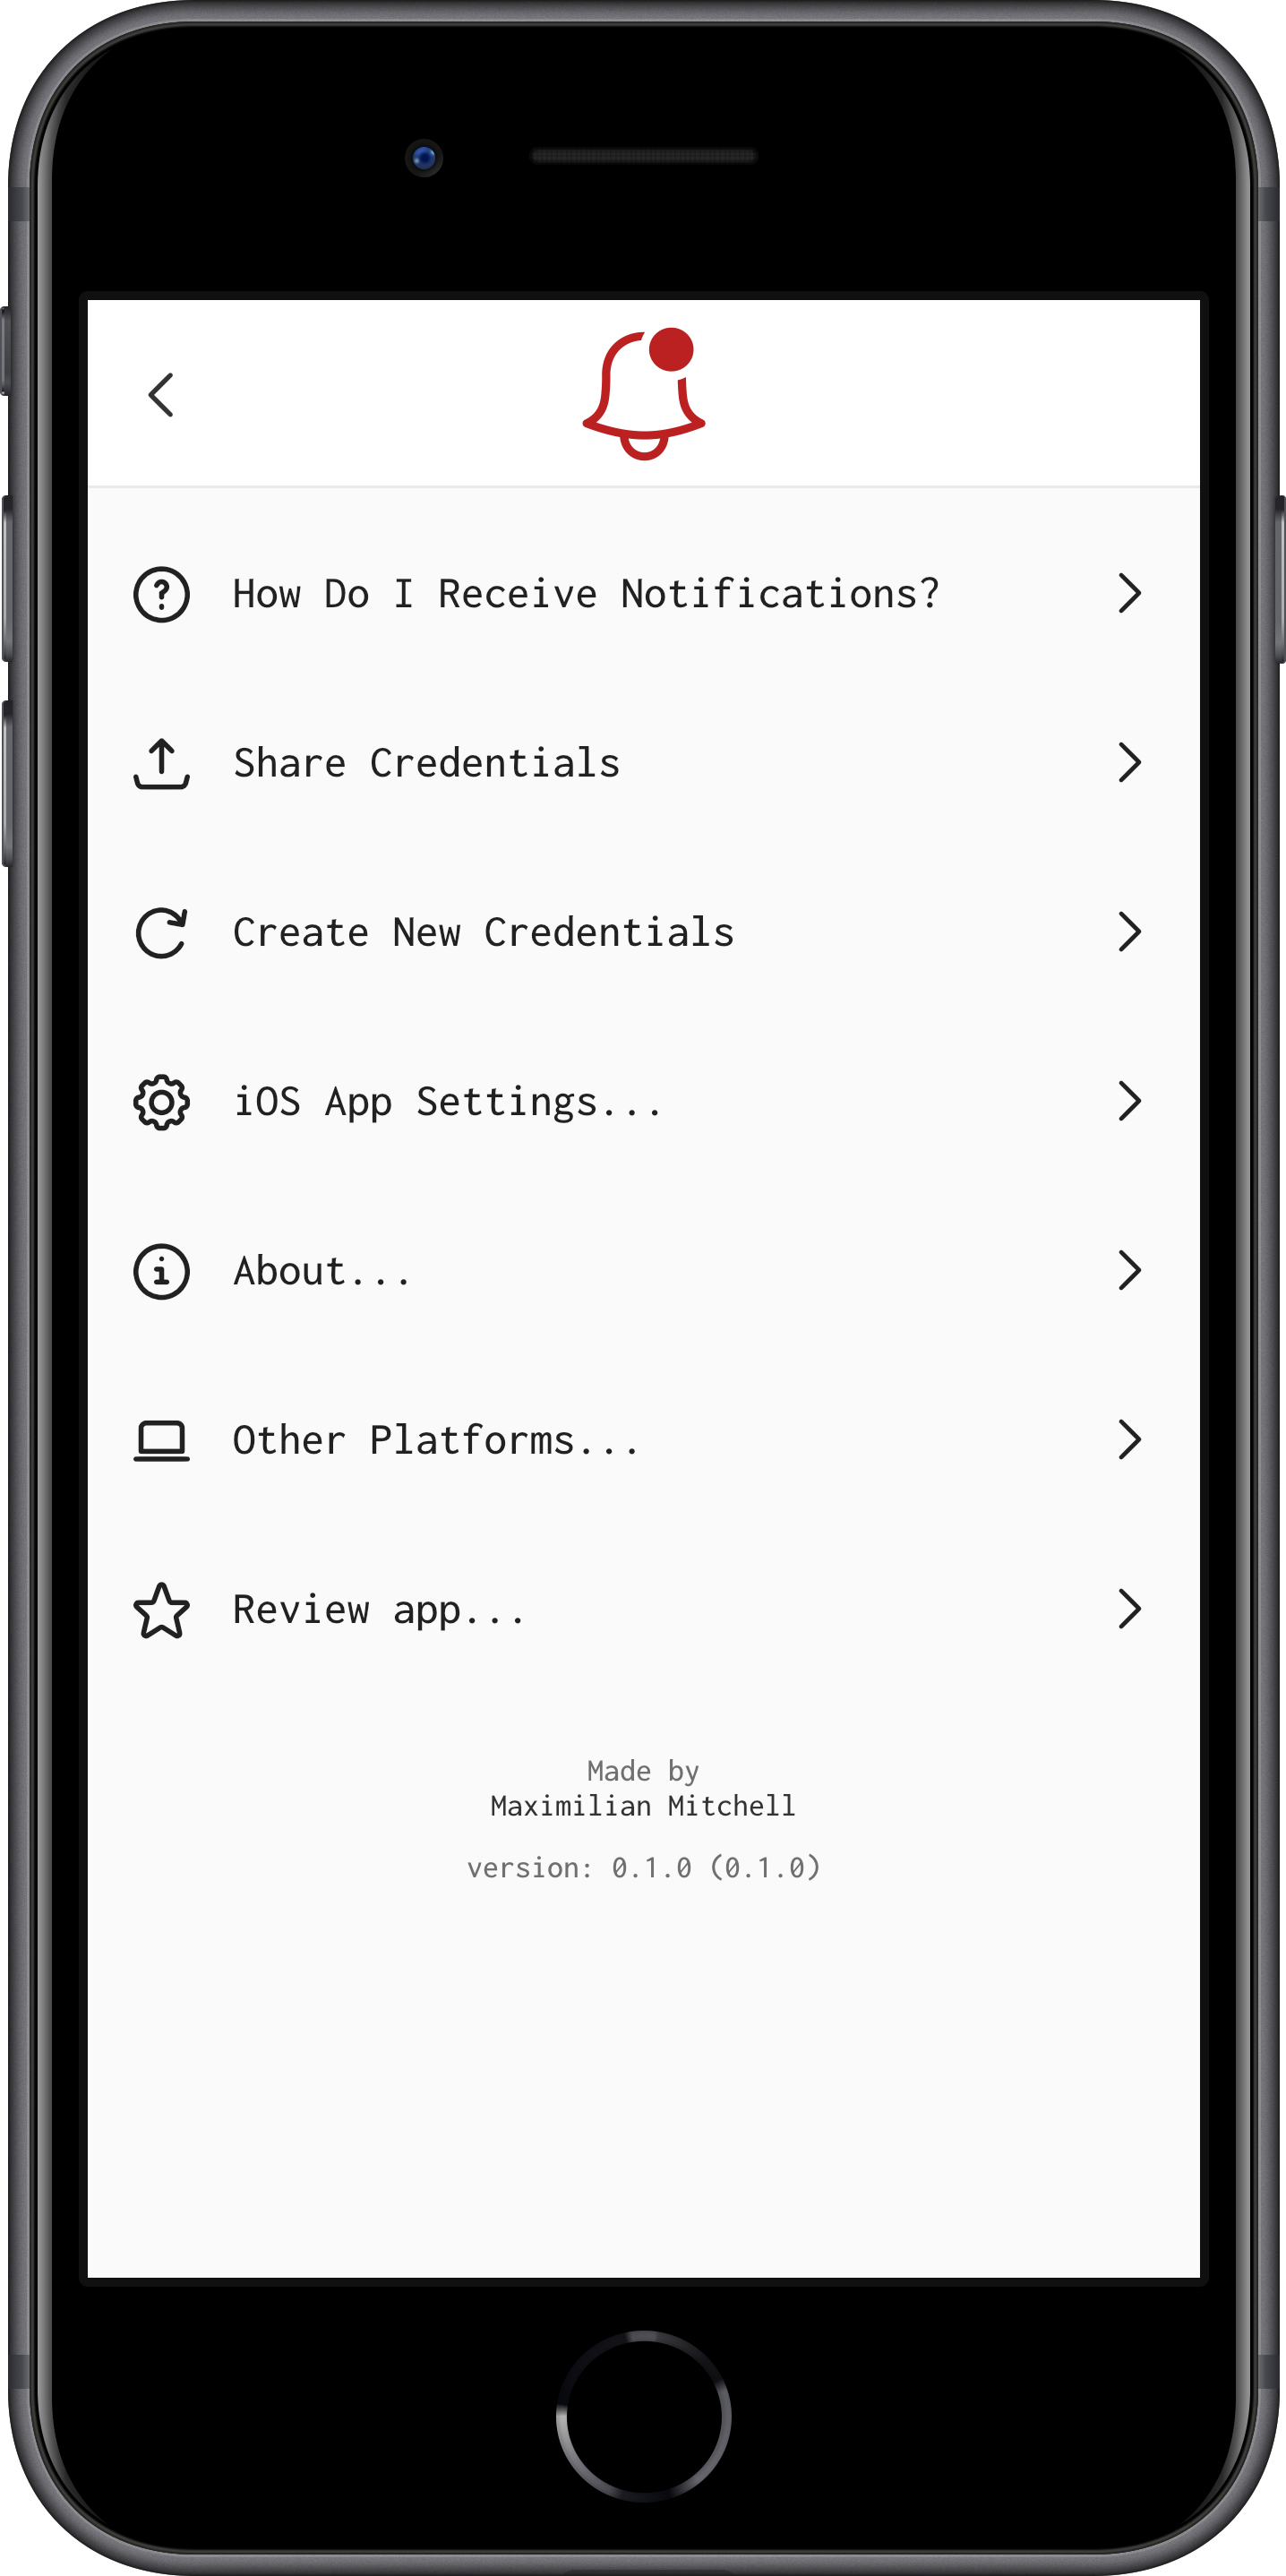 How Do I Receive Notifications?
Share Credentials
Create New Credentials
iOS App Settings...
About...
Other Platforms...
Review app...
Made by
Maximilian Mitchell
version: 0.1.0 (0.1.0)